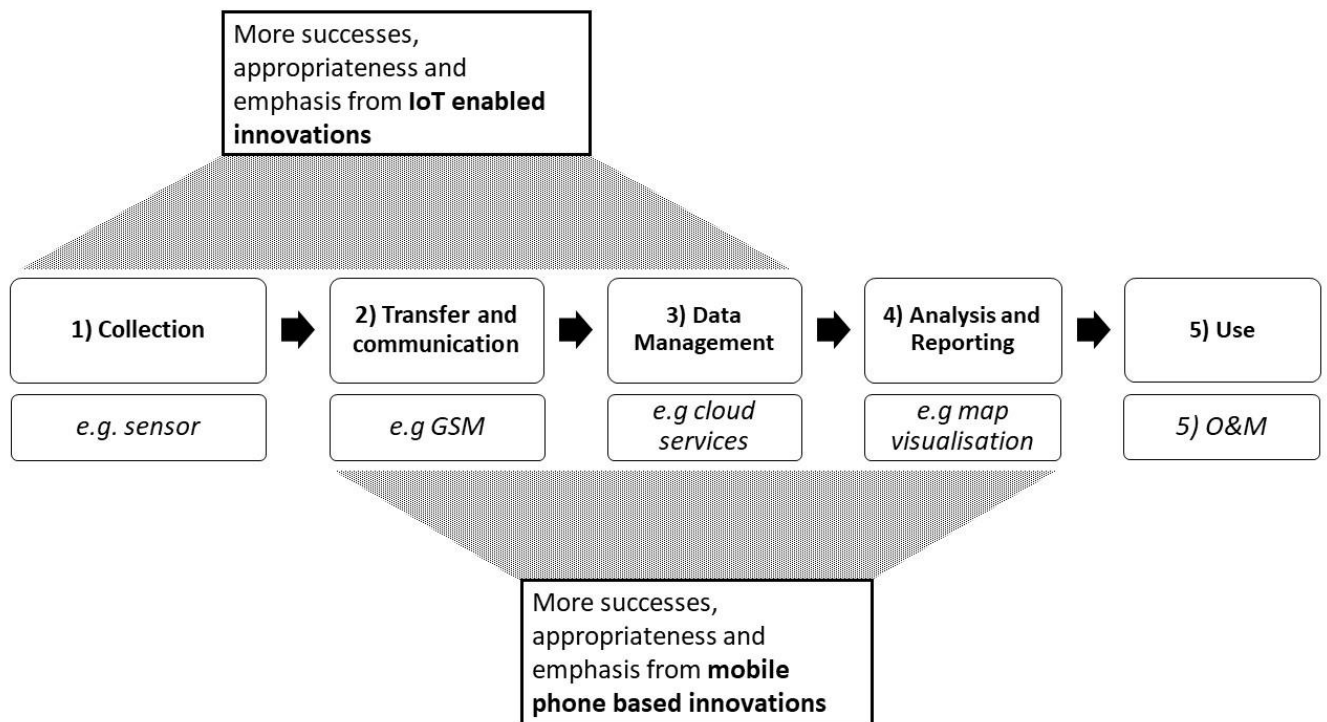 More successes,
appropriateness and
emphasis from IoT enabled
innovations
1) Collection
2) Transfer and
communication
3) Data
Management
4) Analysis and
Reporting
5) Use
e.g. sensor
e.g GSM
e.g cloud
services
e.g map
visualisation
5) O&M
More successes,
appropriateness and
emphasis from mobile
phone based innovations